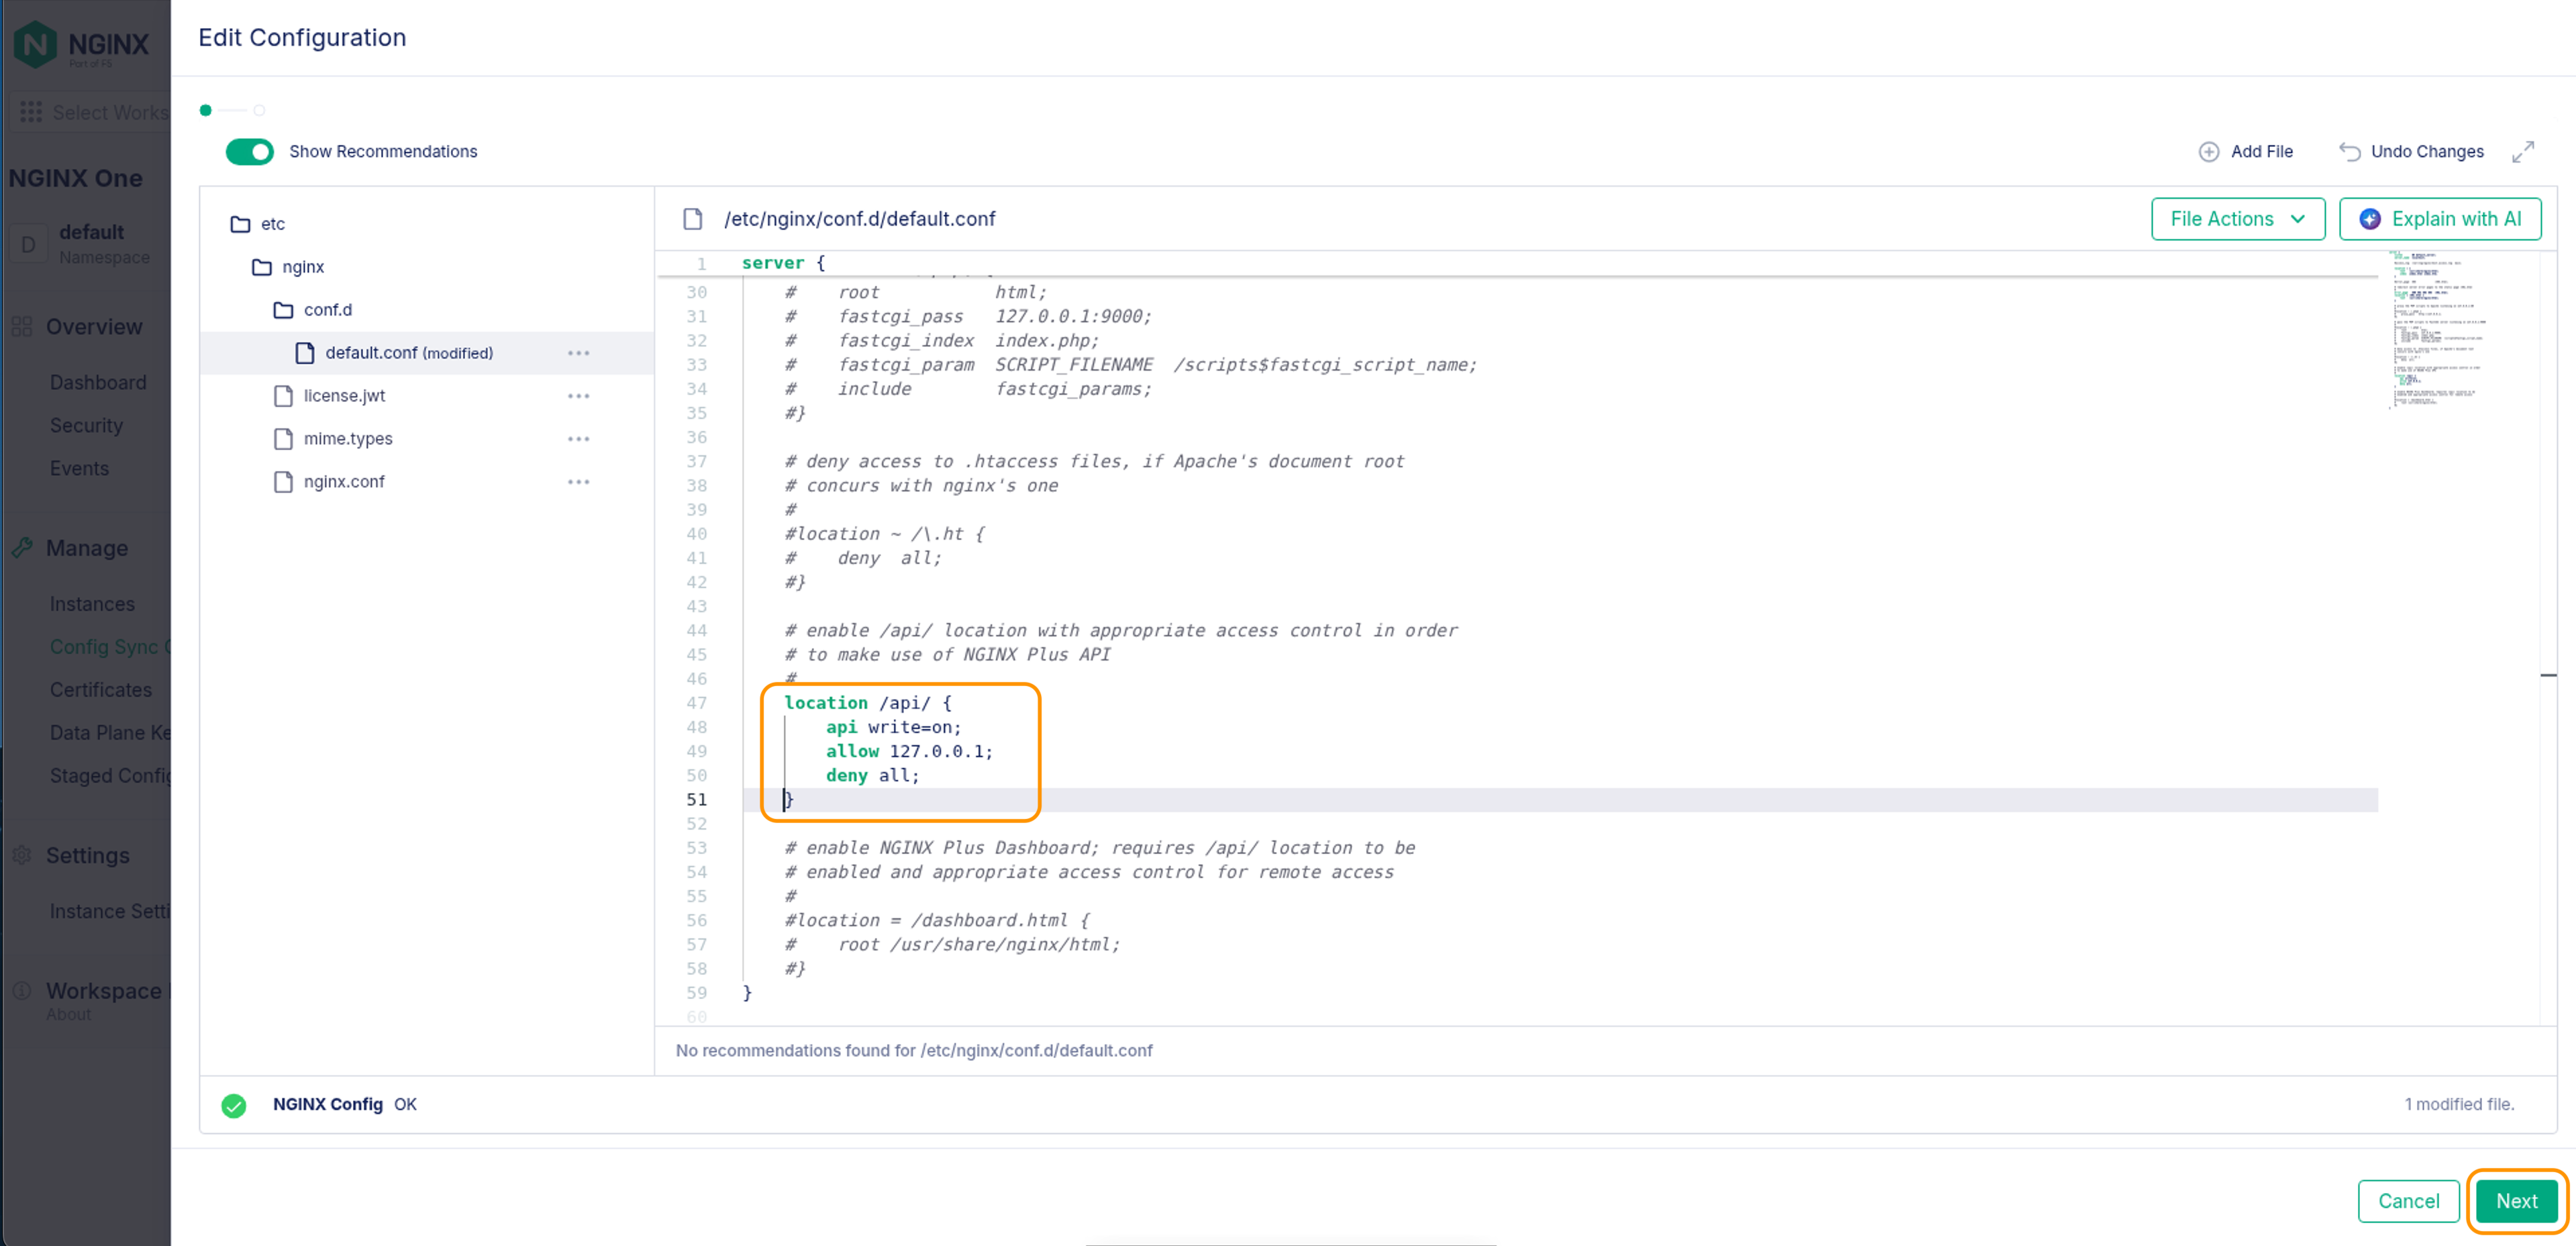 NGINX
Part of F5
Select Works
NGINX One
D
default
Namespace
Overview
Dashboard
Security
Events
Manage
Instances
Config Sync
Certificates
Data Plane Ke
Staged Config
Settings
Instance Setti
Workspace
About
Edit Configuration
Show Recommendations
Add File
Undo Changes
etc
nginx
conf.d
default.conf (modified)
license.jwt
mime.types
nginx.conf
/etc/nginx/conf.d/default.conf
File Actions
Explain with AI
1 server {
30 #    root           html;
31 #    fastcgi_pass   127.0.0.1:9000;
32 #    fastcgi_index  index.php;
33 #    fastcgi_param  SCRIPT_FILENAME  /scripts$fastcgi_script_name;
34 #    include        fastcgi_params;
35 #}
36
37 # deny access to .htaccess files, if Apache's document root
38 # concurs with nginx's one
39 #
40 #location ~ /\.ht {
41 #    deny  all;
42 #}
43
44 # enable /api/ location with appropriate access control in order
45 # to make use of NGINX Plus API
46 #
47 location /api/ {
48     api write=on;
49     allow 127.0.0.1;
50     deny all;
51 }
52
53 # enable NGINX Plus Dashboard; requires /api/ location to be
54 # enabled and appropriate access control for remote access
55 #
56 #location = /dashboard.html {
57 #    root /usr/share/nginx/html;
58 #}
59 }
60
No recommendations found for /etc/nginx/conf.d/default.conf
NGINX Config OK
1 modified file.
Cancel
Next